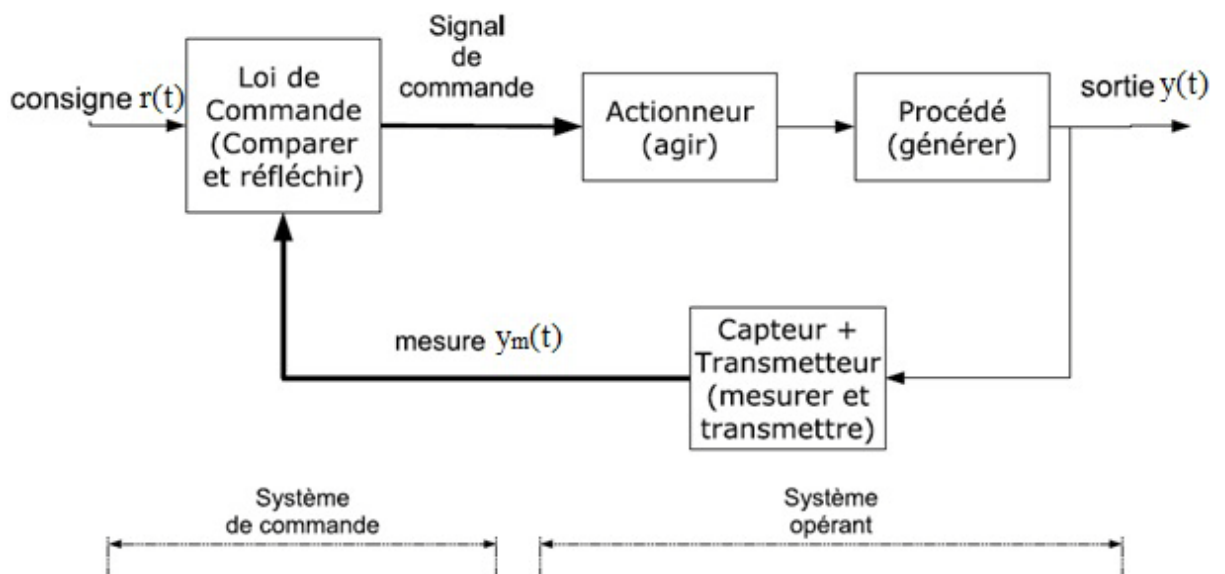 consigne r(t)
Loi de
Commande
(Comparer
et réfléchir)
Signal
de
commande
Actionneur
(agir)
Procédé
(générer)
sortie y(t)
mesure ym(t)
Capteur +
Transmetteur
(mesurer et
transmettre)
Système
de commande
Système
opérant